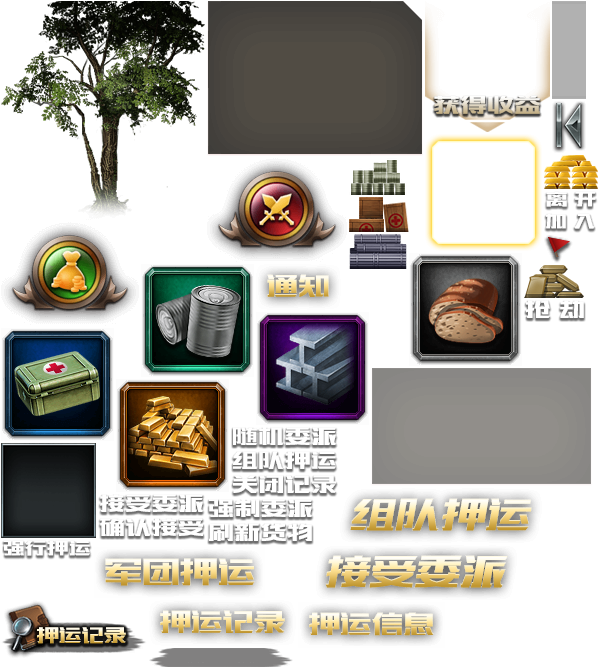 获得收益
离开
加入
抢劫
通知
随机委派
组队押运
关闭记录
接受委派
强制委派
确认接受
刷新货物
强行押运
组队押运
军团押运
接受委派
押运记录
押运信息
押运记录